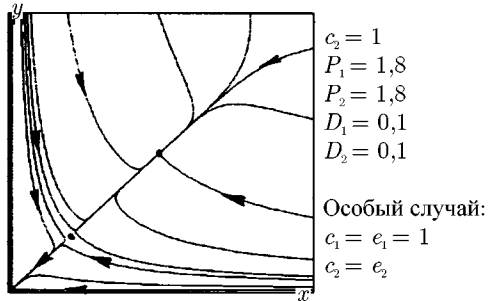 y
c₂ = 1
P₁ = 1,8
P₂ = 1,8
D₁ = 0,1
D₂ = 0,1
Особый случай:
c₁ = e₁ = 1
c₂ = e₂
x